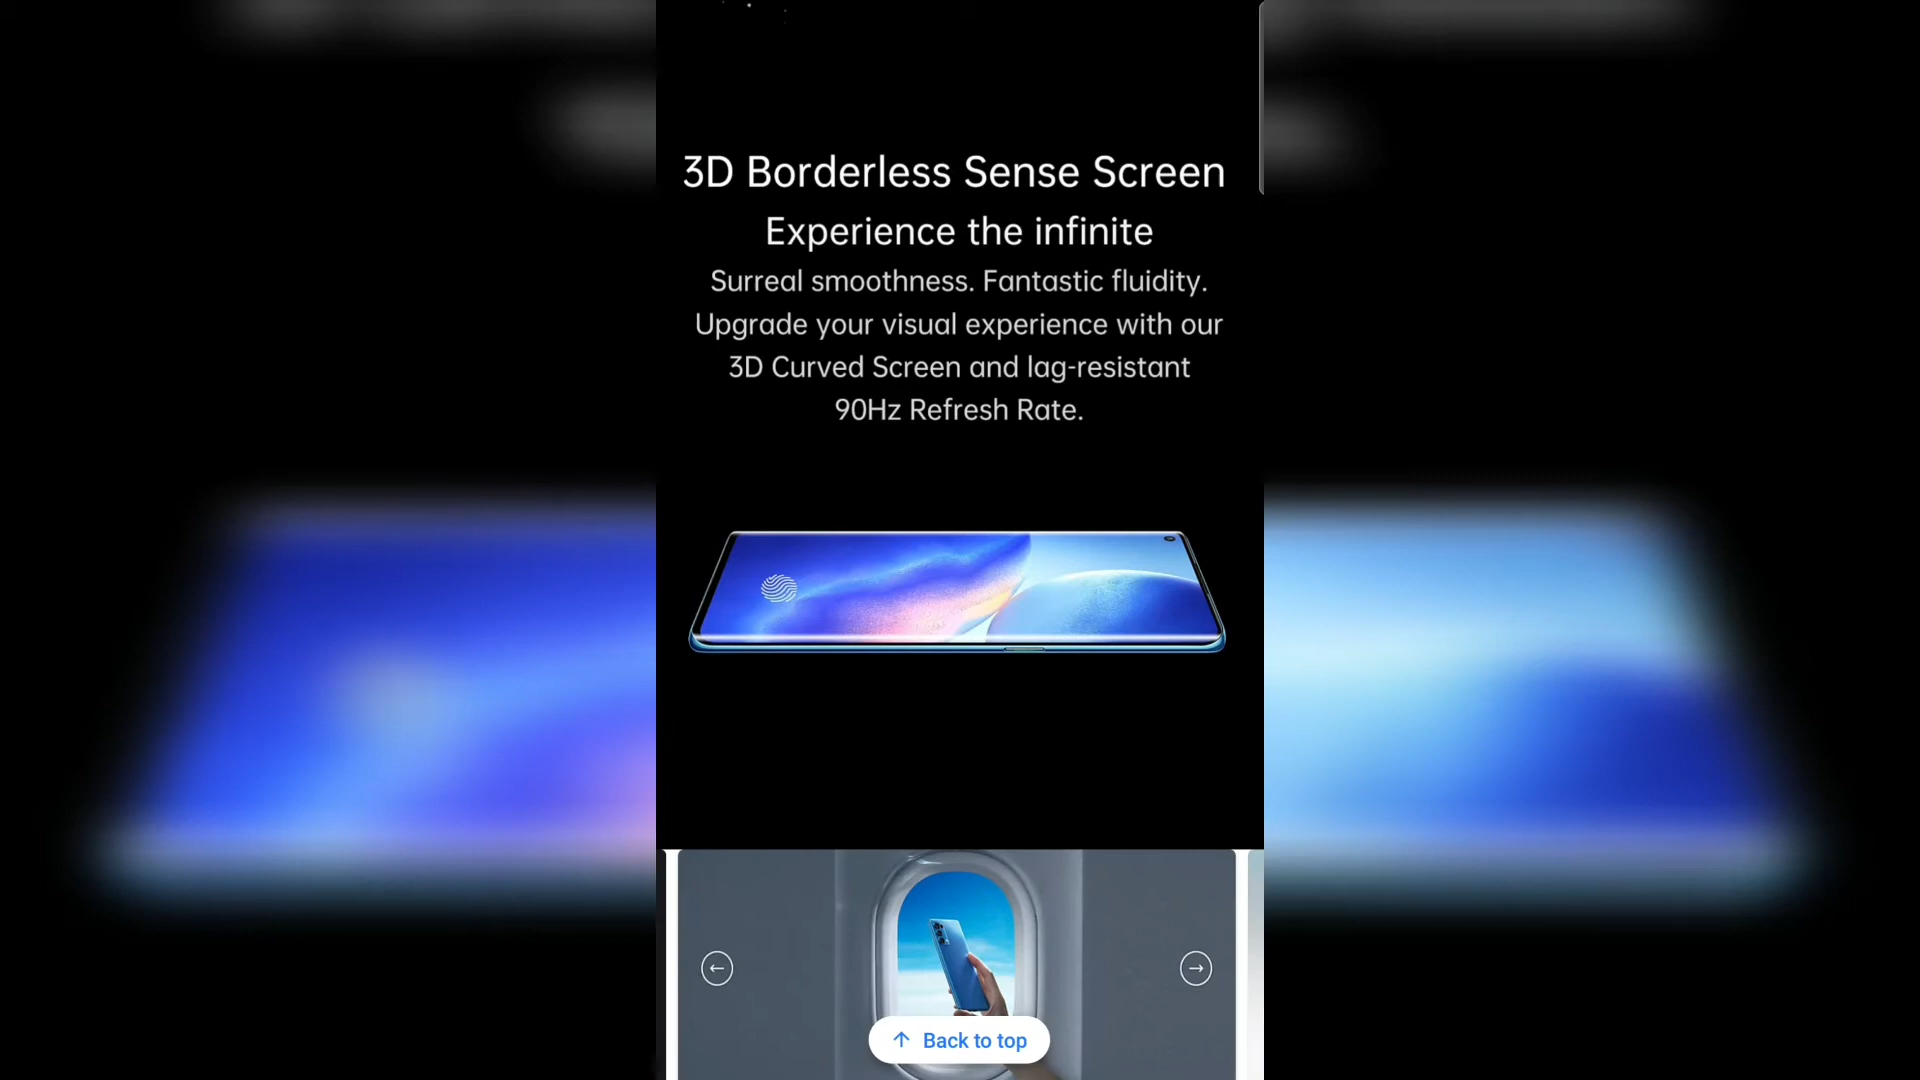 3D Borderless Sense Screen
Experience the infinite
Surreal smoothness. Fantastic fluidity.
Upgrade your visual experience with our
3D Curved Screen and lag-resistant
90Hz Refresh Rate.
Back to top